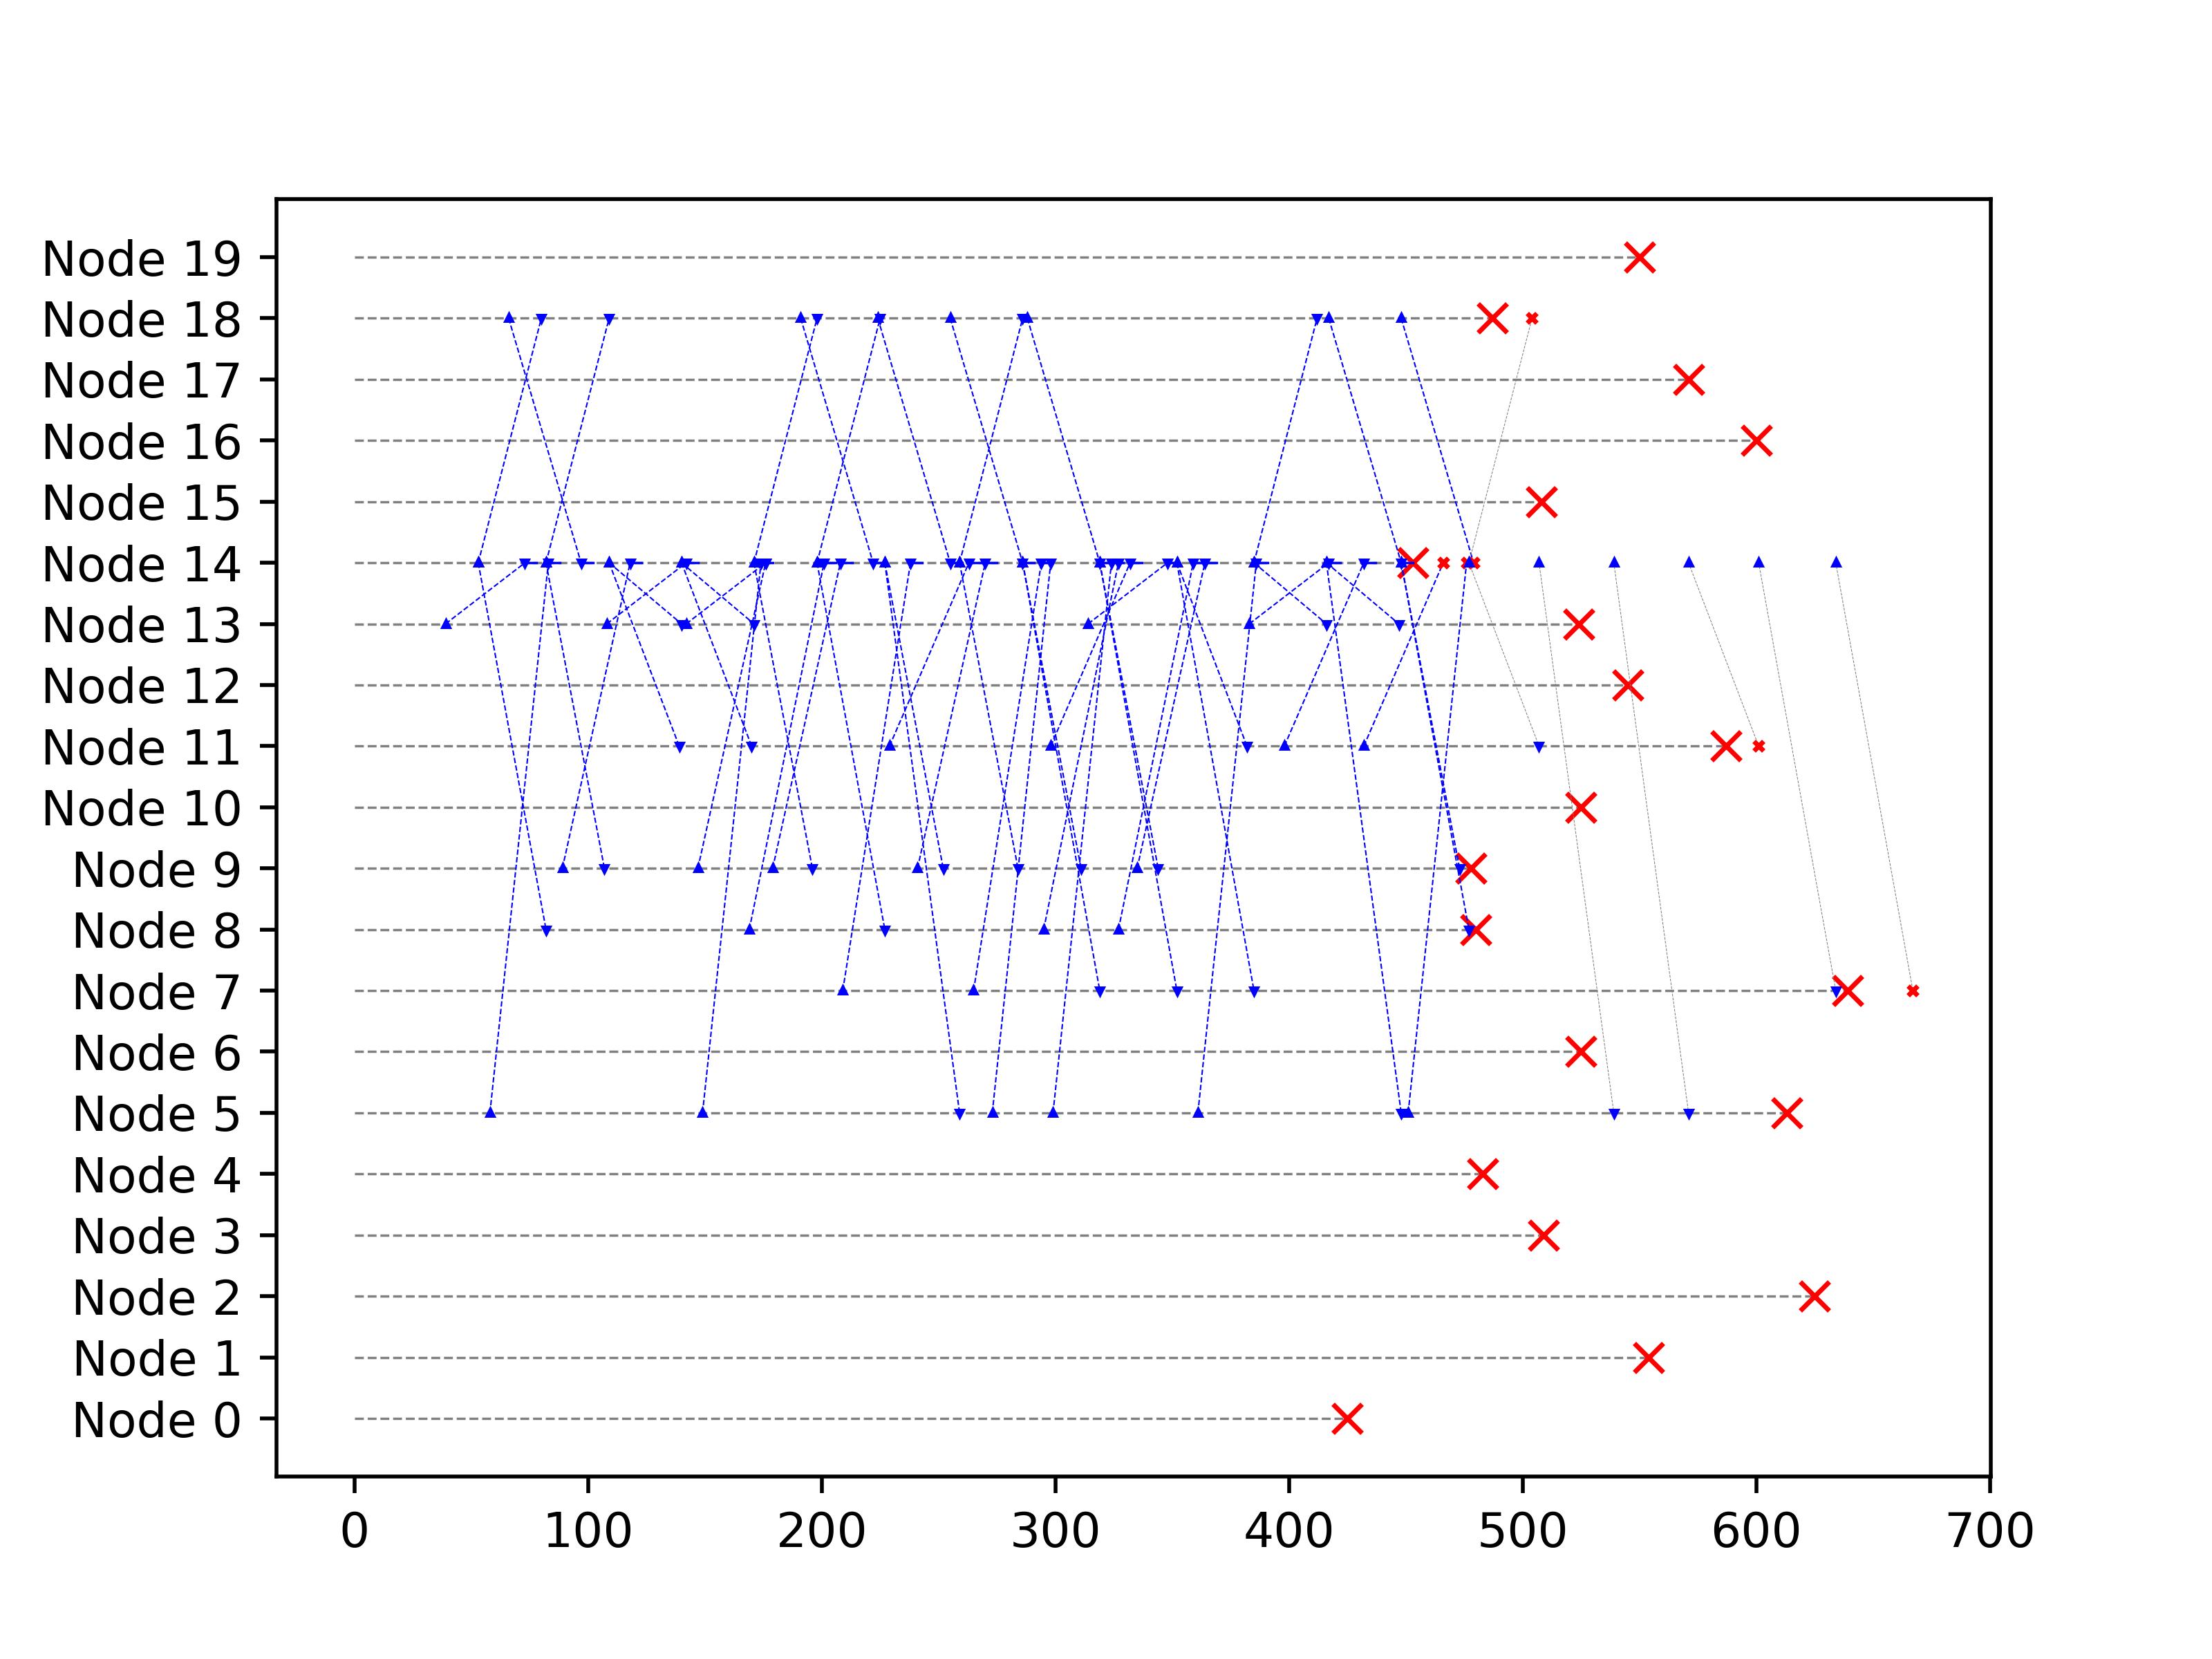 Node 19
Node 18
Node 17
Node 16
Node 15
Node 14
Node 13
Node 12
Node 11
Node 10
Node 9
Node 8
Node 7
Node 6
Node 5
Node 4
Node 3
Node 2
Node 1
Node 0
0 100 200 300 400 500 600 700